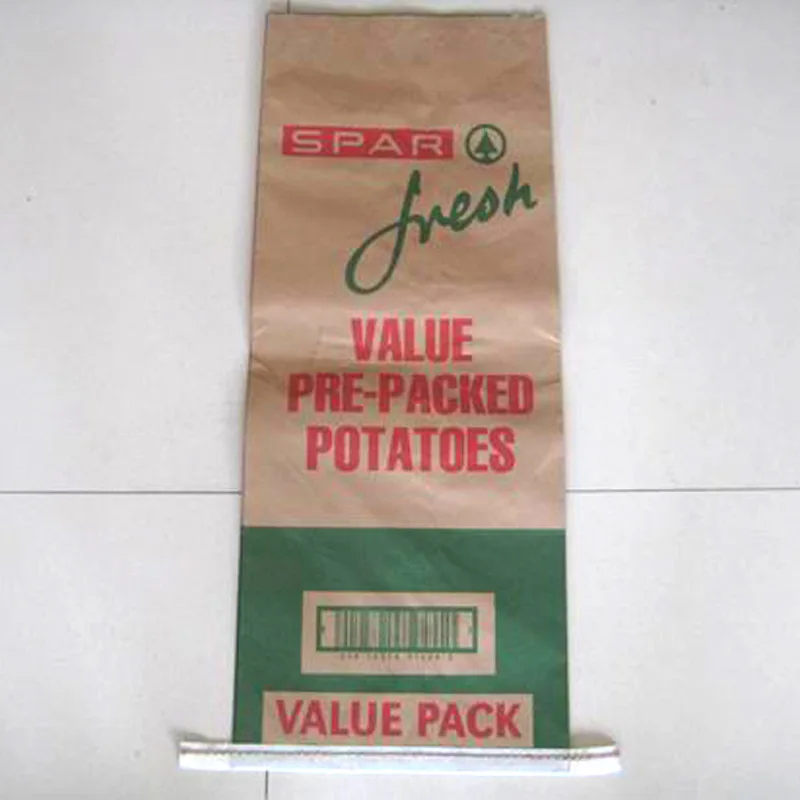 SPAR
fresh
VALUE
PRE-PACKED
POTATOES
VALUE PACK